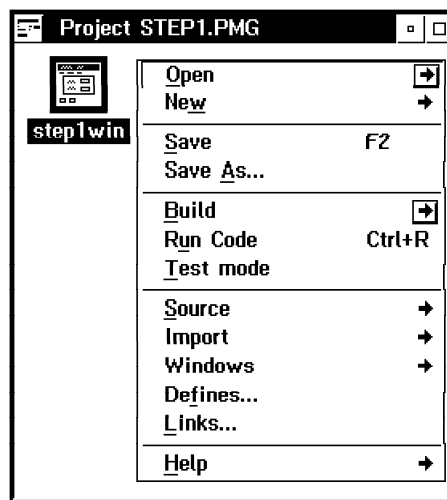 Project STEP1.PMG
step1win
Open
New
Save F2
Save As...
Build
Run Code Ctrl+R
Test mode
Source
Import
Windows
Defines...
Links...
Help